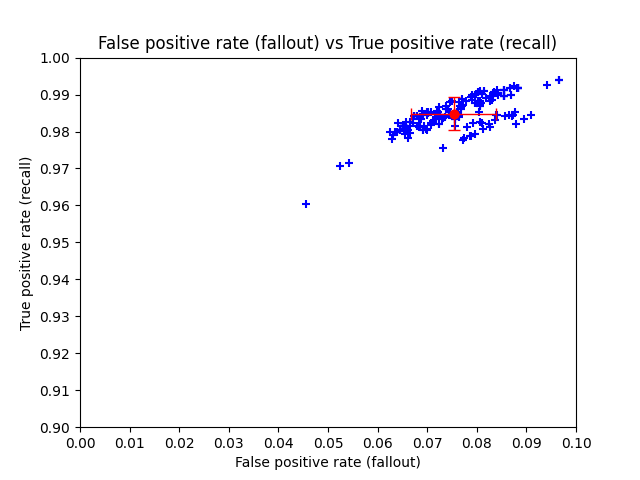 False positive rate (fallout) vs True positive rate (recall)
1.00
0.99
0.98
0.97
0.96
0.95
0.94
0.93
0.92
0.91
0.90
True positive rate (recall)
0.00 0.01 0.02 0.03 0.04 0.05 0.06 0.07 0.08 0.09 0.10
False positive rate (fallout)